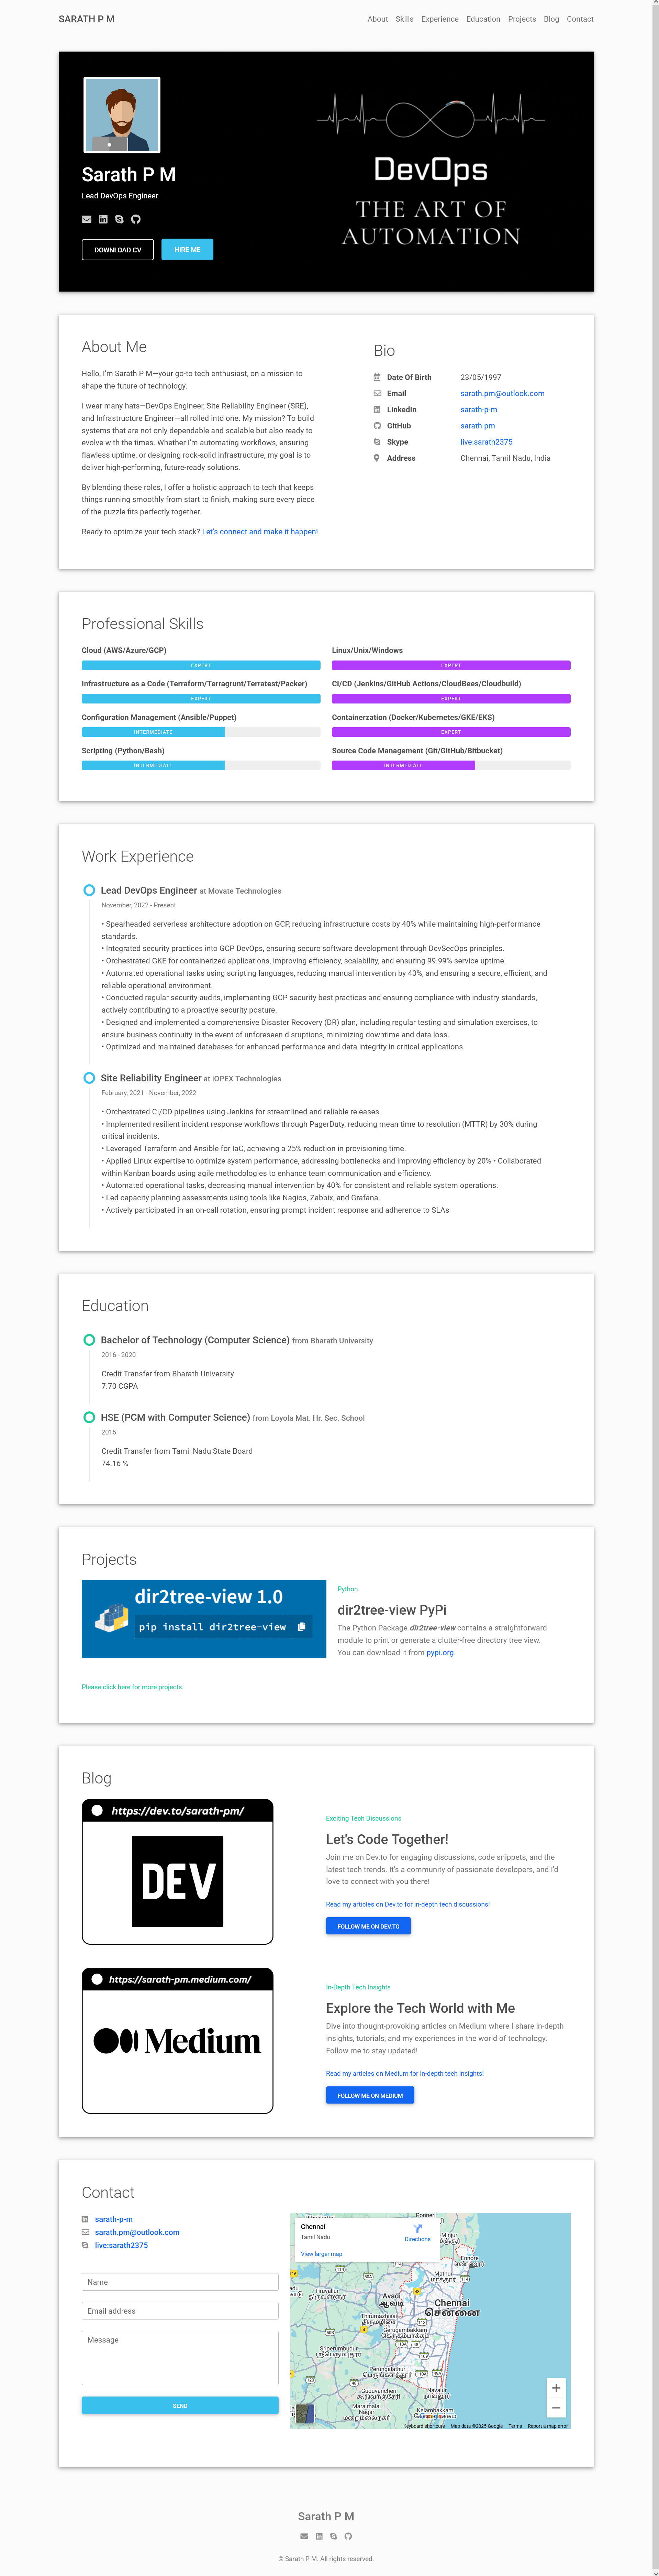 SARATH P M
About Skills Experience Education Projects Blog Contact
DevOps
THE ART OF
AUTOMATION
Sarath P M
Lead DevOps Engineer
DOWNLOAD CV
HIRE ME
About Me
Hello, I'm Sarath P M—your go-to tech enthusiast, on a mission to
shape the future of technology.
I wear many hats—DevOps Engineer, Site Reliability Engineer (SRE),
and Infrastructure Engineer—all rolled into one. My mission? To build
systems that are not only dependable and scalable but also ready to
evolve with the times. Whether I'm automating workflows, ensuring
flawless uptime, or designing rock-solid infrastructure, my goal is to
deliver high-performing, future-ready solutions.
By blending these roles, I offer a holistic approach to tech that keeps
things running smoothly from start to finish, making sure every piece
of the puzzle fits perfectly together.
Ready to optimize your tech stack? Let's connect and make it happen!
Bio
Date Of Birth 23/05/1997
Email sarath.pm@outlook.com
LinkedIn sarath-p-m
GitHub sarath-pm
Skype live:sarath2375
Address Chennai, Tamil Nadu, India
Professional Skills
Cloud (AWS/Azure/GCP)
EXPERT
Linux/Unix/Windows
EXPERT
Infrastructure as a Code (Terraform/Terragrunt/Terratest/Packer)
EXPERT
CI/CD (Jenkins/GitHub Actions/CloudBees/Cloudbuild)
EXPERT
Configuration Management (Ansible/Puppet)
INTERMEDIATE
Containerzation (Docker/Kubernetes/GKE/EKS)
EXPERT
Scripting (Python/Bash)
INTERMEDIATE
Source Code Management (Git/GitHub/Bitbucket)
INTERMEDIATE
Work Experience
Lead DevOps Engineer at Movate Technologies
November, 2022 - Present
• Spearheaded serverless architecture adoption on GCP, reducing infrastructure costs by 40% while maintaining high-performance
standards.
• Integrated security practices into GCP DevOps, ensuring secure software development through DevSecOps principles.
• Orchestrated GKE for containerized applications, improving efficiency, scalability, and ensuring 99.99% service uptime.
• Automated operational tasks using scripting languages, reducing manual intervention by 40%, and ensuring a secure, efficient, and
reliable operational environment.
• Conducted regular security audits, implementing GCP security best practices and ensuring compliance with industry standards,
actively contributing to a proactive security posture.
• Designed and implemented a comprehensive Disaster Recovery (DR) plan, including regular testing and simulation exercises, to
ensure business continuity in the event of unforeseen disruptions, minimizing downtime and data loss.
• Optimized and maintained databases for enhanced performance and data integrity in critical applications.
Site Reliability Engineer at iOPEX Technologies
February, 2021 - November, 2022
• Orchestrated CI/CD pipelines using Jenkins for streamlined and reliable releases.
• Implemented resilient incident response workflows through PagerDuty, reducing mean time to resolution (MTTR) by 30% during
critical incidents.
• Leveraged Terraform and Ansible for IaC, achieving a 25% reduction in provisioning time.
• Applied Linux expertise to optimize system performance, addressing bottlenecks and improving efficiency by 20% • Collaborated
within Kanban boards using agile methodologies to enhance team communication and efficiency.
• Automated operational tasks, decreasing manual intervention by 40% for consistent and reliable system operations.
• Led capacity planning assessments using tools like Nagios, Zabbix, and Grafana.
• Actively participated in an on-call rotation, ensuring prompt incident response and adherence to SLAs
Education
Bachelor of Technology (Computer Science) from Bharath University
2016 - 2020
Credit Transfer from Bharath University
7.70 CGPA
HSE (PCM with Computer Science) from Loyola Mat. Hr. Sec. School
2015
Credit Transfer from Tamil Nadu State Board
74.16 %
Projects
dir2tree-view 1.0
pip install dir2tree-view
Python
dir2tree-view PyPi
The Python Package dir2tree-view contains a straightforward
module to print or generate a clutter-free directory tree view.
You can download it from pypi.org.
Please click here for more projects.
Blog
https://dev.to/sarath-pm/
DEV
Exciting Tech Discussions
Let's Code Together!
Join me on Dev.to for engaging discussions, code snippets, and the
latest tech trends. It's a community of passionate developers, and I'd
love to connect with you there!
Read my articles on Dev.to for in-depth tech discussions!
FOLLOW ME ON DEV.TO
https://sarath-pm.medium.com/
Medium
In-Depth Tech Insights
Explore the Tech World with Me
Dive into thought-provoking articles on Medium where I share in-depth
insights, tutorials, and my experiences in the world of technology.
Follow me to stay updated!
Read my articles on Medium for in-depth tech insights!
FOLLOW ME ON MEDIUM
Contact
sarath-p-m
sarath.pm@outlook.com
live:sarath2375
Name
Email address
Message
SEND
Chennai
Tamil Nadu
Directions
View larger map
Ponneri
Ennore
எண்ணூர்
Tiruvallur
திருவள்ளூர்
Avadi
ஆவடி
Madhur
மாத்தூர்
Chennai
சென்னை
Thirumazhisai
திருமழிசை
Gerugambakkam
கெருகம்பாக்கம்
Sriperumbudur
ஸ்ரீபெரும்புதூர்
Perungalathur
பெருங்களத்தூர்
Guduvancheri
கூடுவாஞ்சேரி
Navalur
நாவலூர்
Maraimalai
Nagar
மறைமலை
நகர்
Kelambakkam
கேளம்பாக்கம்
Keyboard shortcuts Map data ©2025 Google Terms Report a map error
Sarath P M
© Sarath P M. All rights reserved.